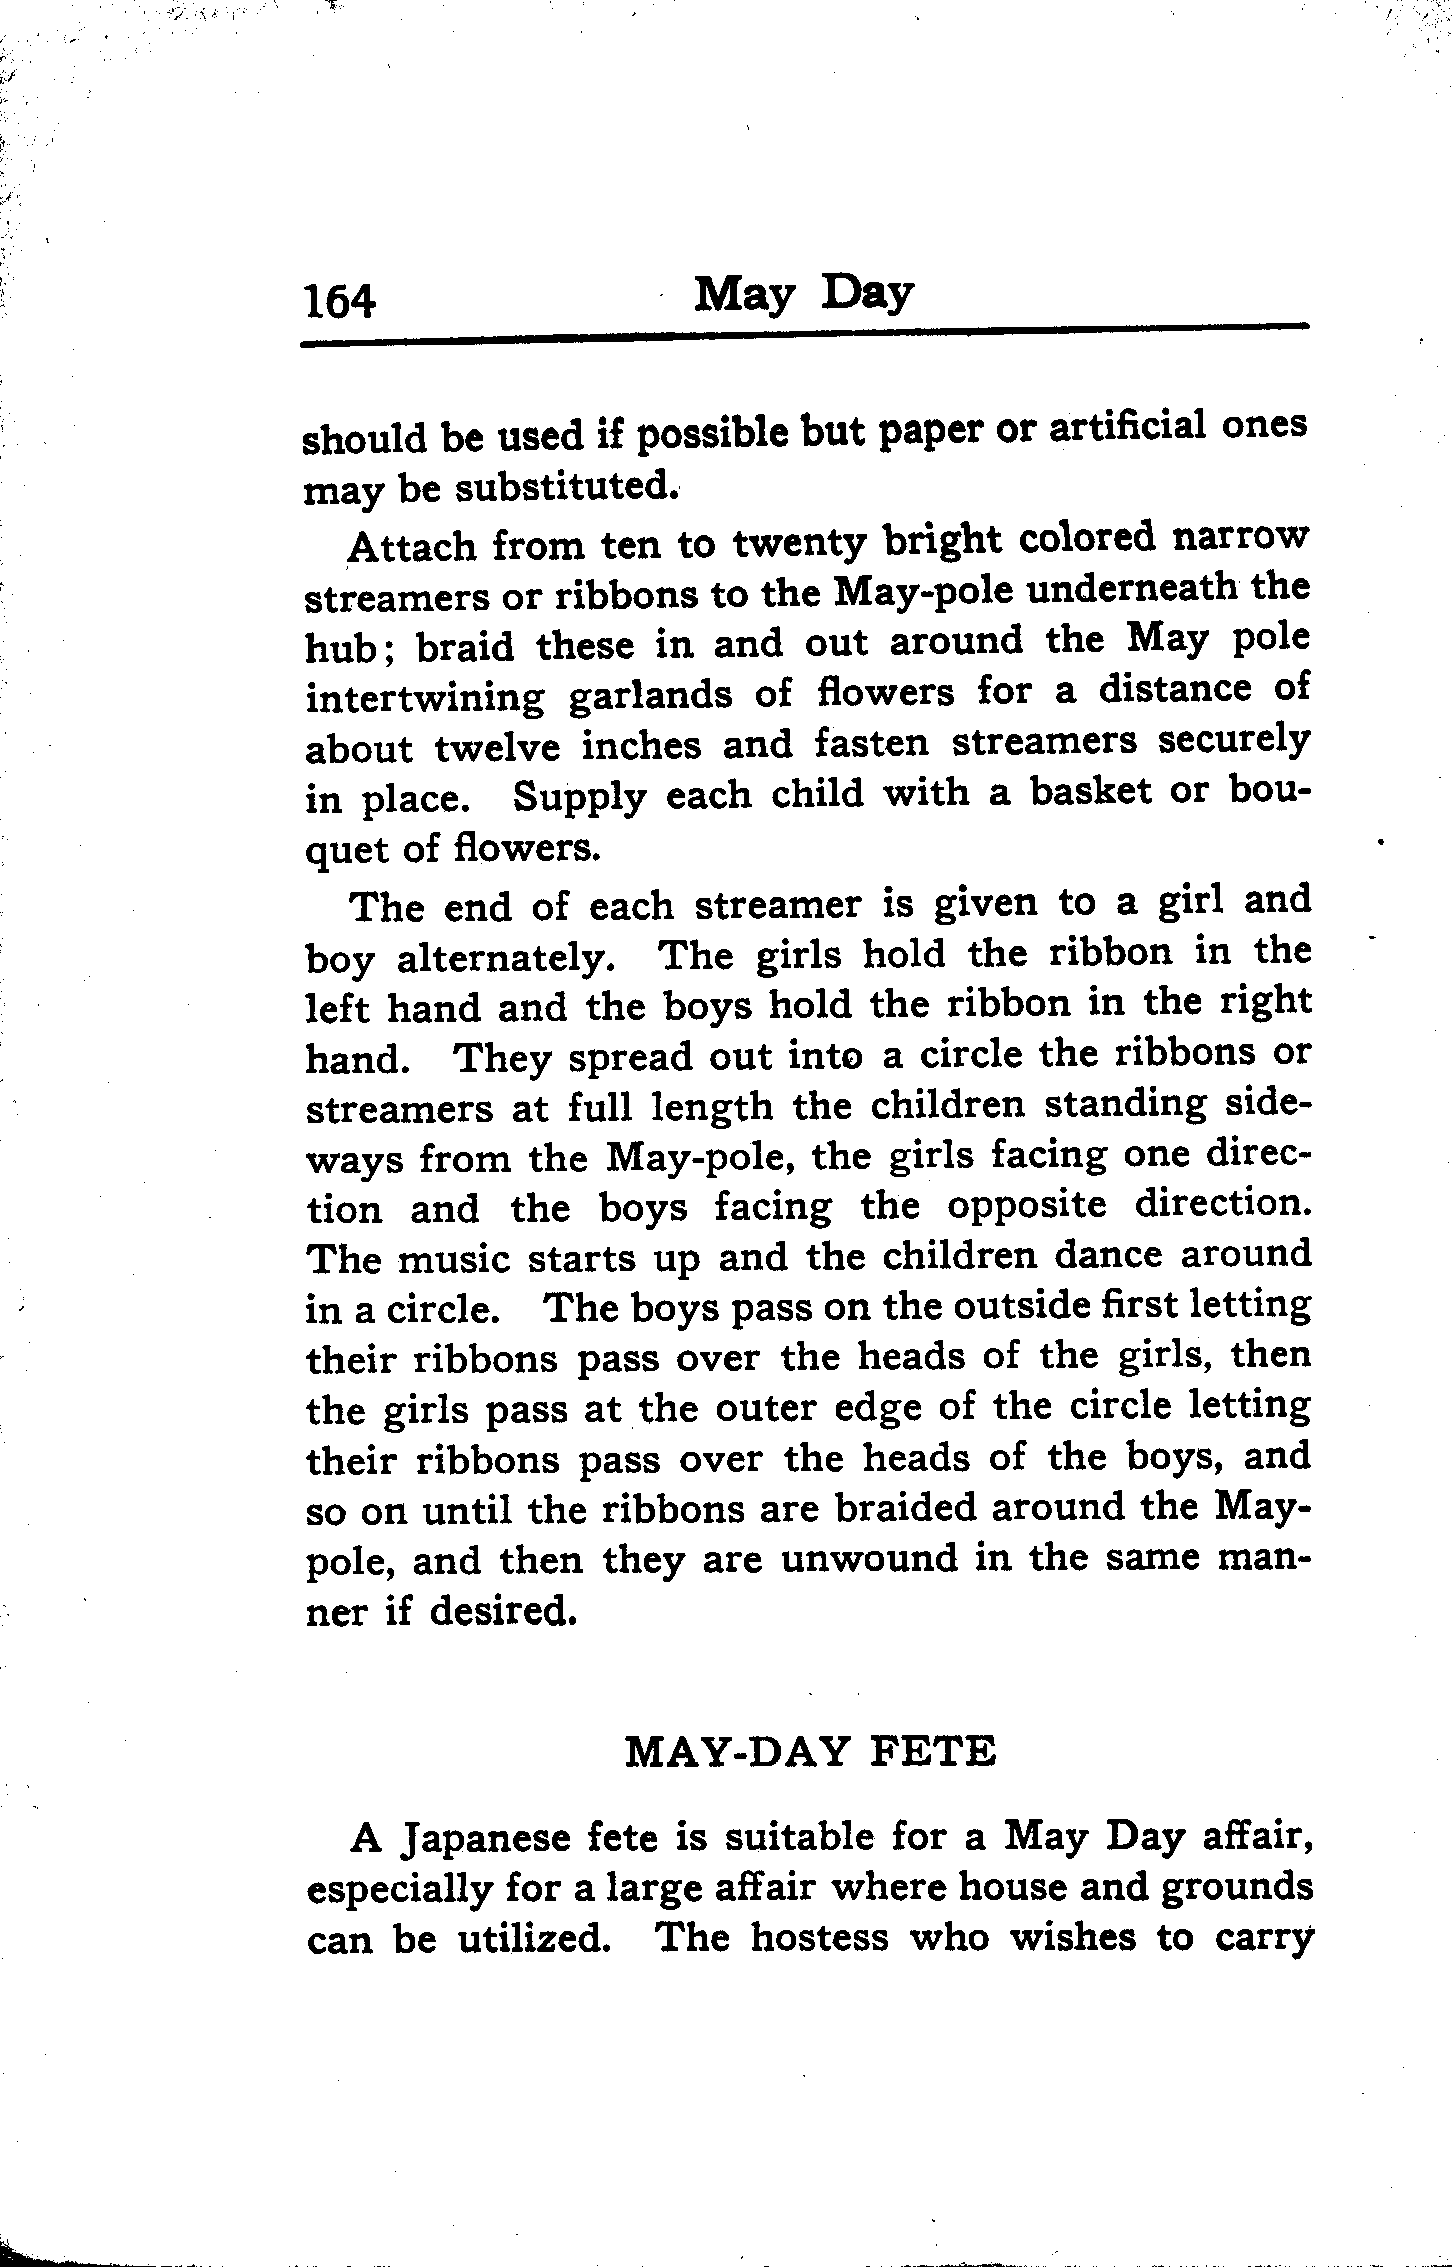 164 May Day
should be used if possible but paper or artificial ones
may be substituted.
Attach from ten to twenty bright colored narrow
streamers or ribbons to the May-pole underneath the
hub; braid these in and out around the May pole
intertwining garlands of flowers for a distance of
about twelve inches and fasten streamers securely
in place. Supply each child with a basket or bou-
quet of flowers.
The end of each streamer is given to a girl and
boy alternately. The girls hold the ribbon in the
left hand and the boys hold the ribbon in the right
hand. They spread out into a circle the ribbons or
streamers at full length the children standing side-
ways from the May-pole, the girls facing one direc-
tion and the boys facing the opposite direction.
The music starts up and the children dance around
in a circle. The boys pass on the outside first letting
their ribbons pass over the heads of the girls, then
the girls pass at the outer edge of the circle letting
their ribbons pass over the heads of the boys, and
so on until the ribbons are braided around the May-
pole, and then they are unwound in the same man-
ner if desired.
MAY-DAY FETE
A Japanese fete is suitable for a May Day affair,
especially for a large affair where house and grounds
can be utilized. The hostess who wishes to carry